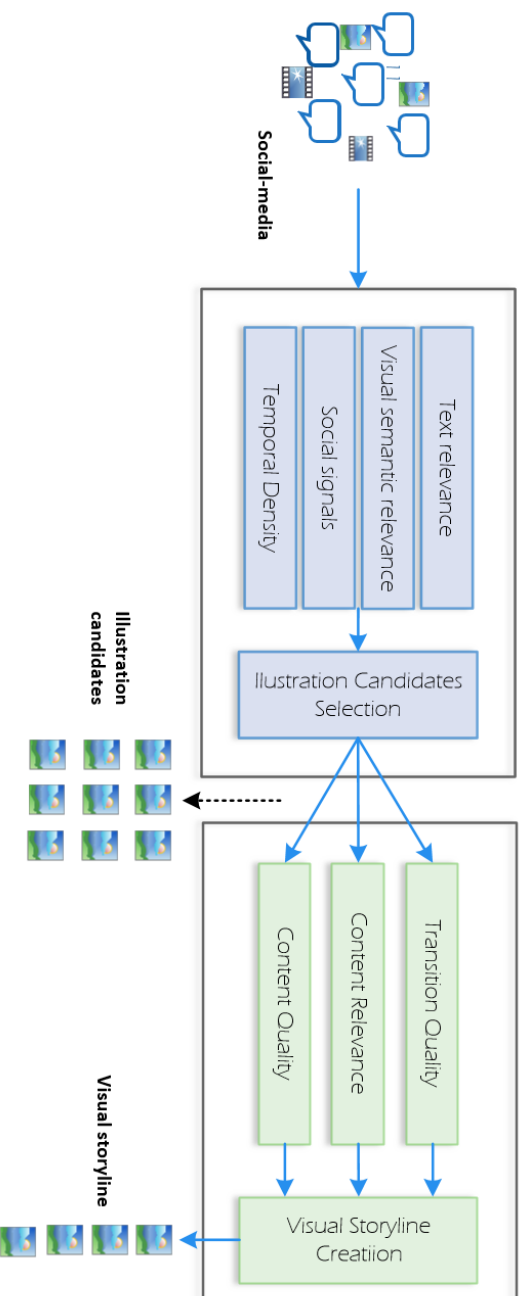 Social-media
Text relevance
Visual semantic relevance
Social signals
Temporal Density
Ilustration Candidates
Selection
Illustration
candidates
Transition Quality
Content Relevance
Content Quality
Visual Storyline
Creatiion
Visual storyline